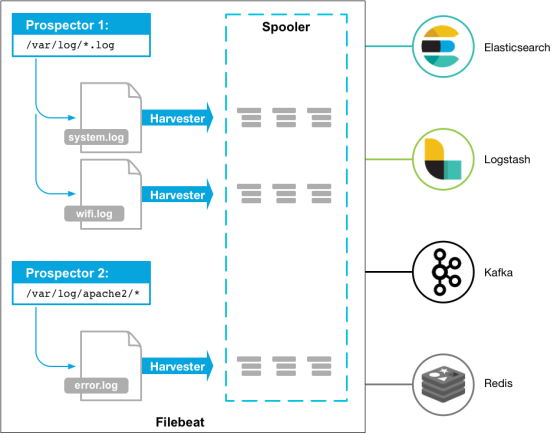 Prospector 1:
/var/log/*.log
system.log
Harvester
wifi.log
Harvester
Prospector 2:
/var/log/apache2/*
error.log
Harvester
Spooler
Filebeat
Elasticsearch
Logstash
Kafka
Redis